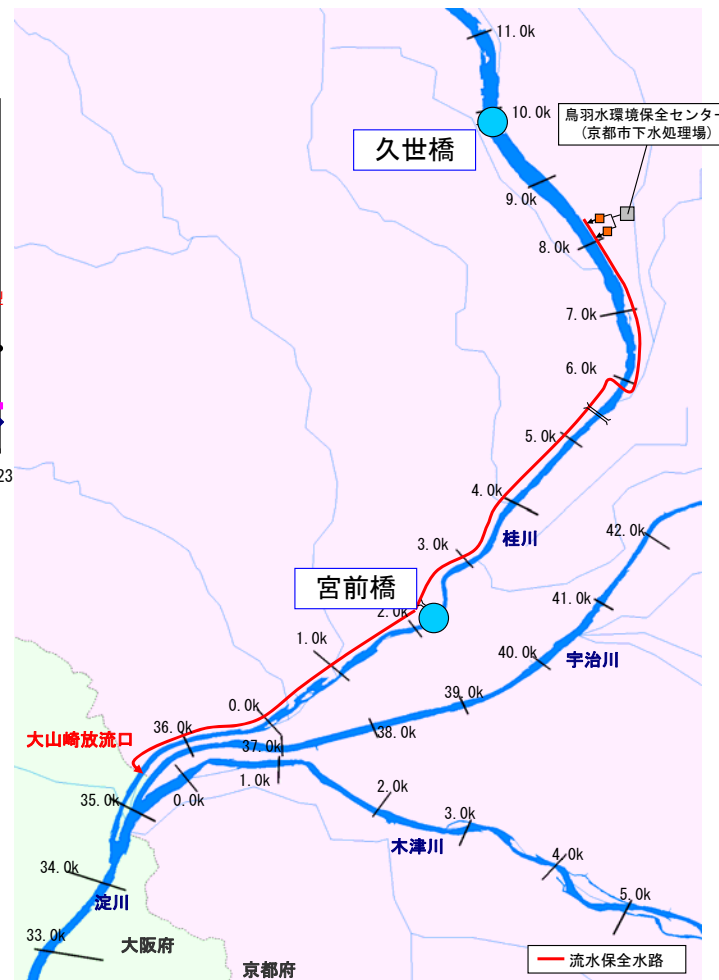 11.0k
10.0k
鳥羽水環境保全センター
(京都市下水処理場)
久世橋
9.0k
8.0k
7.0k
6.0k
23
5.0k
4.0k
42.0k
桂川
3.0k
宮前橋
2.0k
41.0k
1.0k
40.0k
宇治川
39.0k
0.0k
36.0k
38.0k
大山崎放流口
37.0k
1.0k
0.0k
2.0k
35.0k
3.0k
木津川
4.0k
34.0k
5.0k
淀川
33.0k
大阪府
京都府
流水保全水路